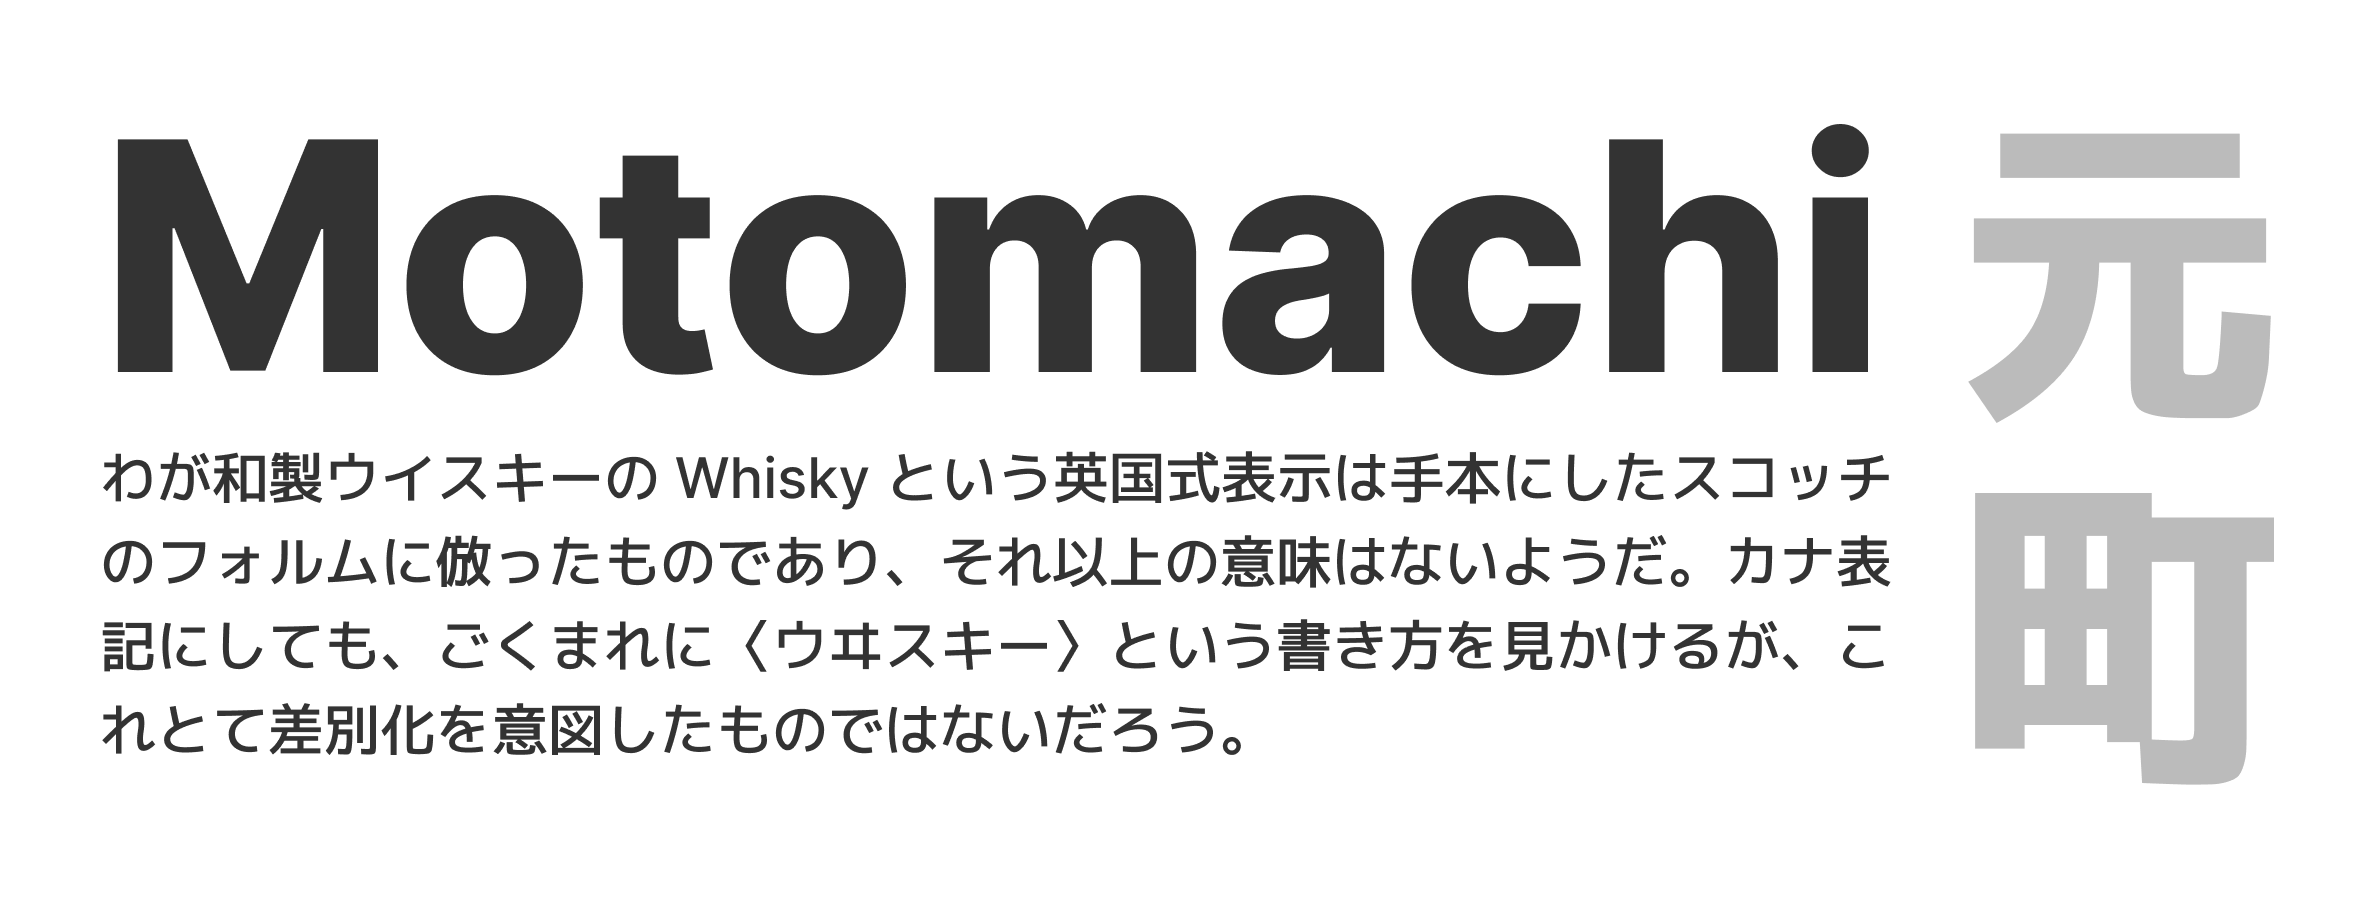 Motomachi
元町
わが和製ウイスキーの Whisky という英国式表示は手本にしたスコッチ
のフォルムに倣ったものであり、それ以上の意味はないようだ。カナ表
記にしても、ごくまれに〈ウヰスキー〉という書き方を見かけるが、こ
れとて差別化を意図したものではないだろう。